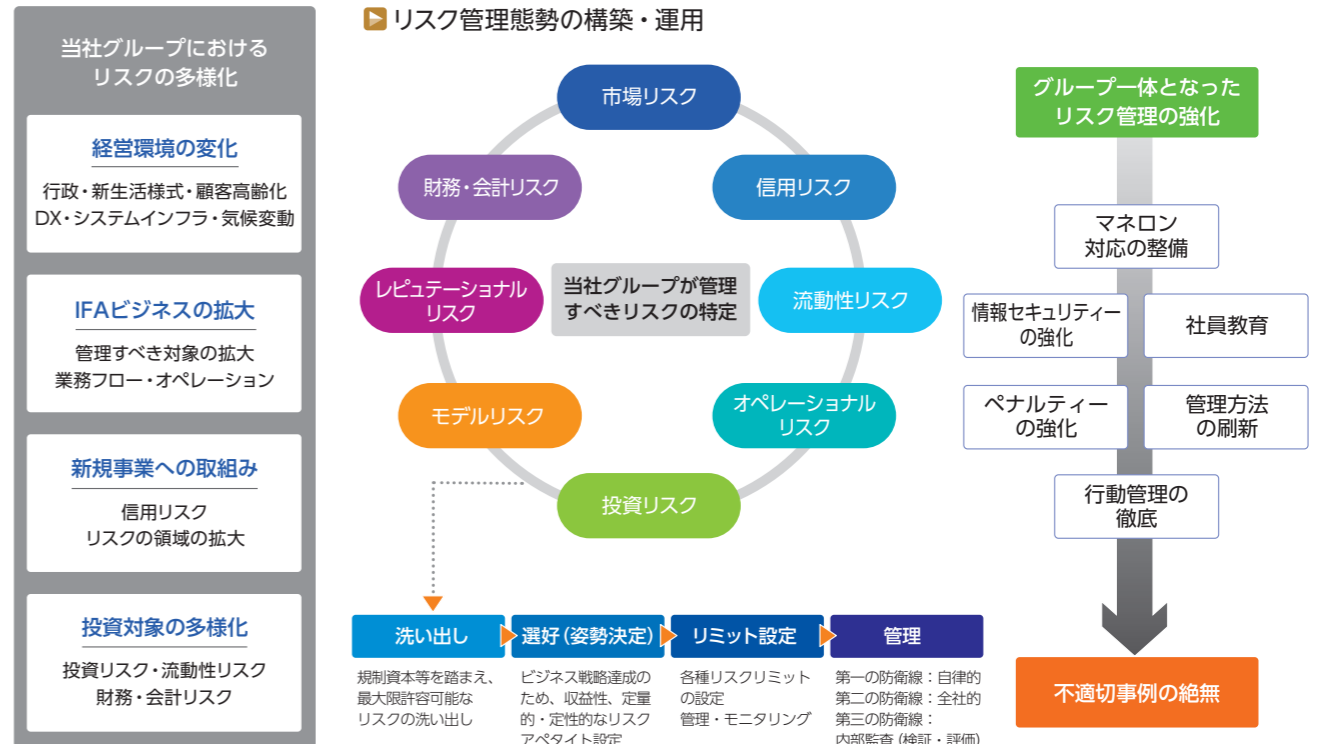 当社グループにおける
リスクの多様化
経営環境の変化
行政・新生活様式・顧客高齢化
DX・システムインフラ・気候変動
IFAビジネスの拡大
管理すべき対象の拡大
業務フロー・オペレーション
新規事業への取組み
信用リスク
リスクの領域の拡大
投資対象の多様化
投資リスク・流動性リスク
財務・会計リスク
リスク管理態勢の構築・運用
市場リスク
信用リスク
流動性リスク
オペレーショナル
リスク
投資リスク
モデルリスク
レピュテーショナル
リスク
財務・会計リスク
当社グループが管理
すべきリスクの特定
洗い出し
規制資本等を踏まえ、
最大限許容可能な
リスクの洗い出し
選好(姿勢決定)
ビジネス戦略達成の
ため、収益性、定量
的・定性的なリスク
アペタイト設定
リミット設定
各種リスクリミット
の設定
管理・モニタリング
管理
第一の防衛線：自律的
第二の防衛線：全社的
第三の防衛線：
内部監査(検証・評価)
グループ一体となった
リスク管理の強化
マネロン
対応の整備
情報セキュリティー
の強化
社員教育
ペナルティー
の強化
管理方法
の刷新
行動管理の
徹底
不適切事例の絶無